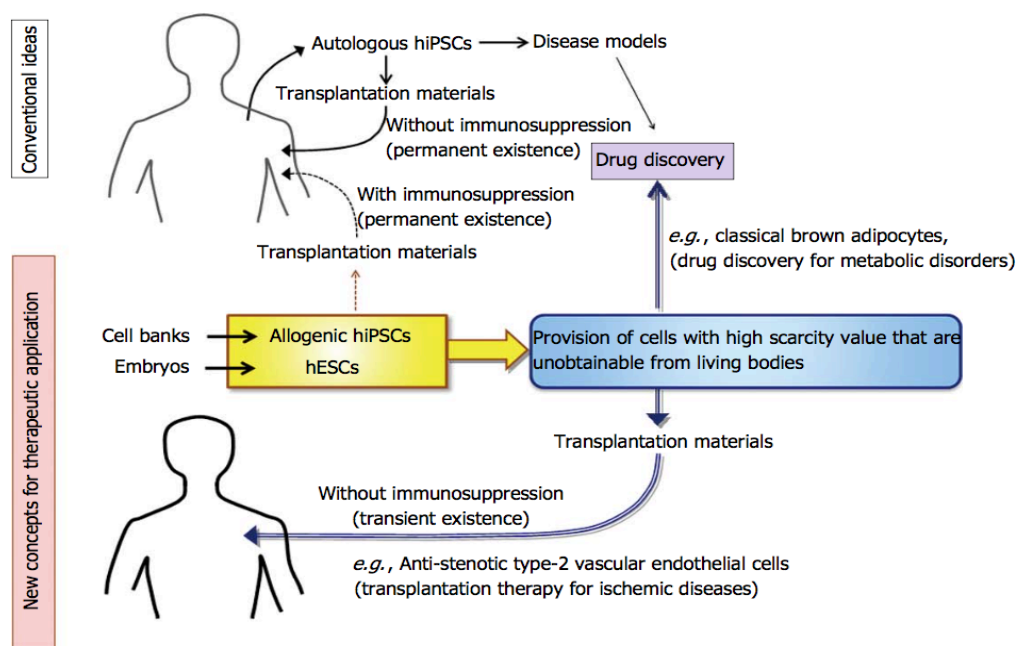 Conventional ideas
Autologous hiPSCs
Disease models
Transplantation materials
Without immunosuppression
(permanent existence)
Drug discovery
With immunosuppression
(permanent existence)
Transplantation materials
e.g., classical brown adipocytes,
(drug discovery for metabolic disorders)
New concepts for therapeutic application
Cell banks
Embryos
Allogenic hiPSCs
hESCs
Provision of cells with high scarcity value that are
unobtainable from living bodies
Transplantation materials
Without immunosuppression
(transient existence)
e.g., Anti-stenotic type-2 vascular endothelial cells
(transplantation therapy for ischemic diseases)